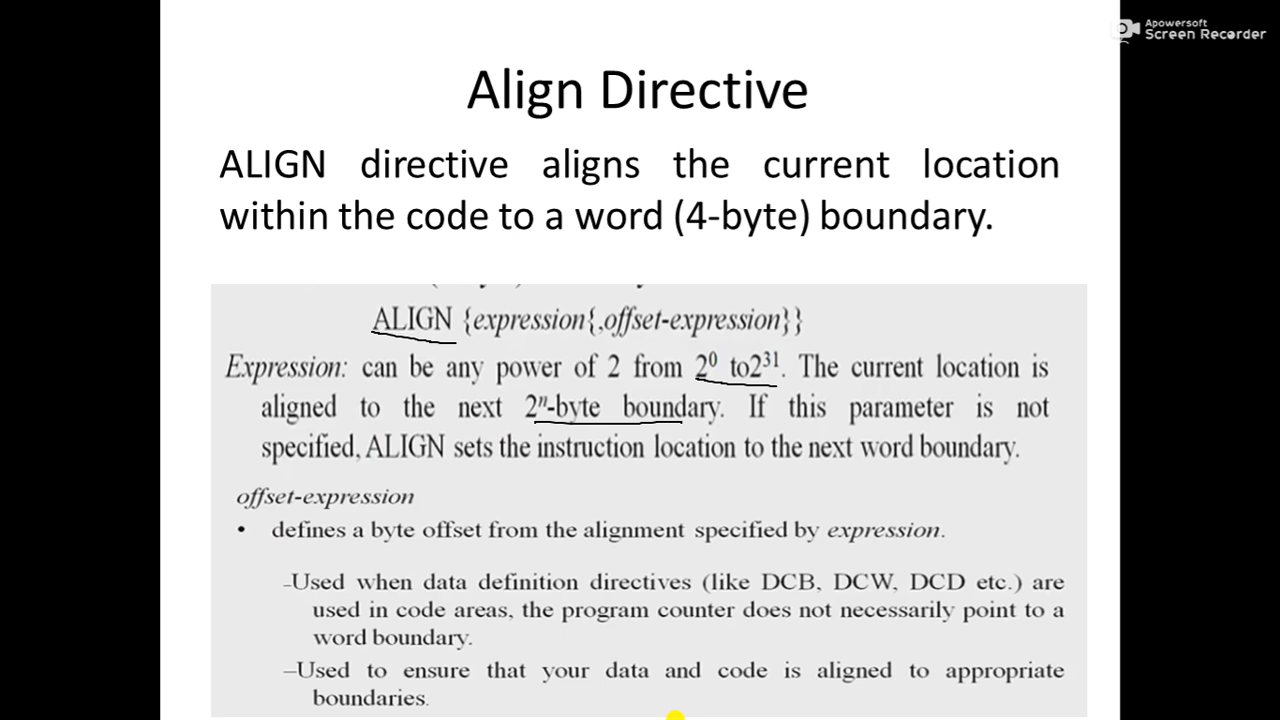 Apowersoft
Screen Recorder
Align Directive
ALIGN directive aligns the current location
within the code to a word (4-byte) boundary.
ALIGN {expression{,offset-expression}}
Expression: can be any power of 2 from 2⁰ to2³¹. The current location is
aligned to the next 2ⁿ-byte boundary. If this parameter is not
specified, ALIGN sets the instruction location to the next word boundary.
offset-expression
• defines a byte offset from the alignment specified by expression.
–Used when data definition directives (like DCB, DCW, DCD etc.) are
used in code areas, the program counter does not necessarily point to a
word boundary.
–Used to ensure that your data and code is aligned to appropriate
boundaries.